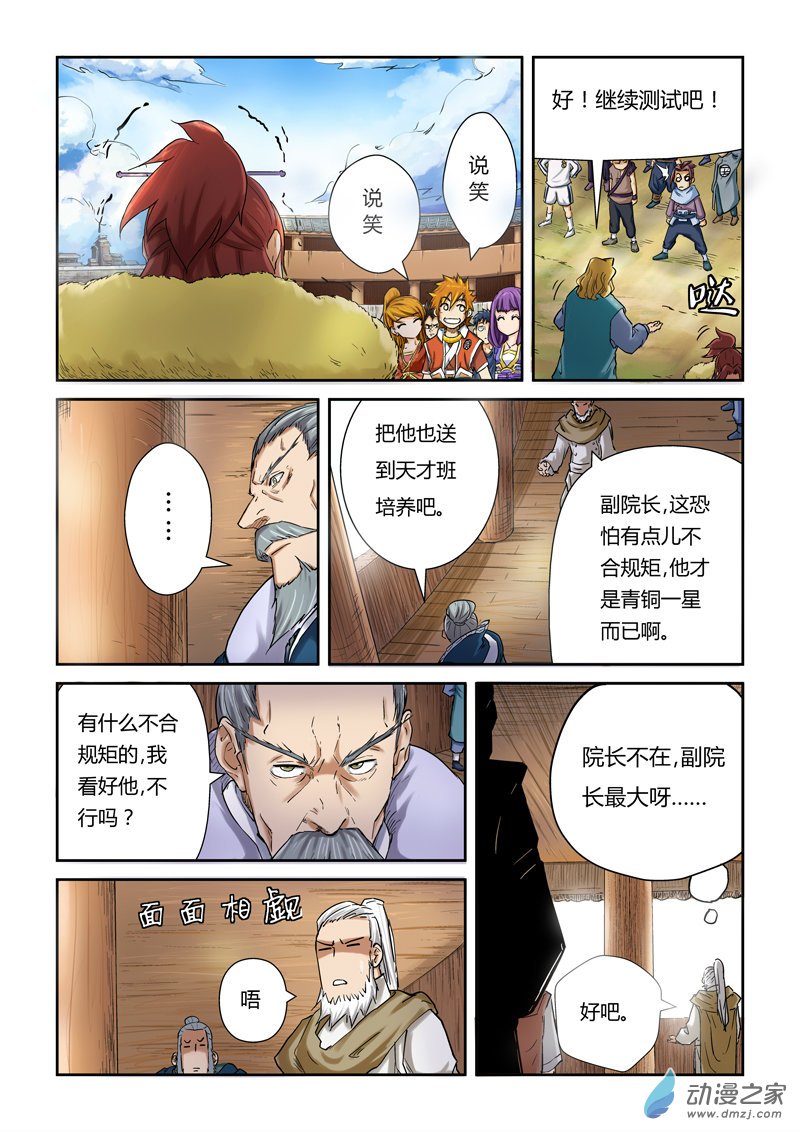 说
笑
说
笑
好！继续测试吧！
哒
……
把他也送
到天才班
培养吧。
副院长，这恐
怕有点儿不
合规矩，他才
是青铜一星
而已啊。
有什么不合
规矩的，我
看好他，不
行吗？
院长不在，副院
长最大呀……
面面相觑
唔
好吧。
动漫之家
www.dmzj.com